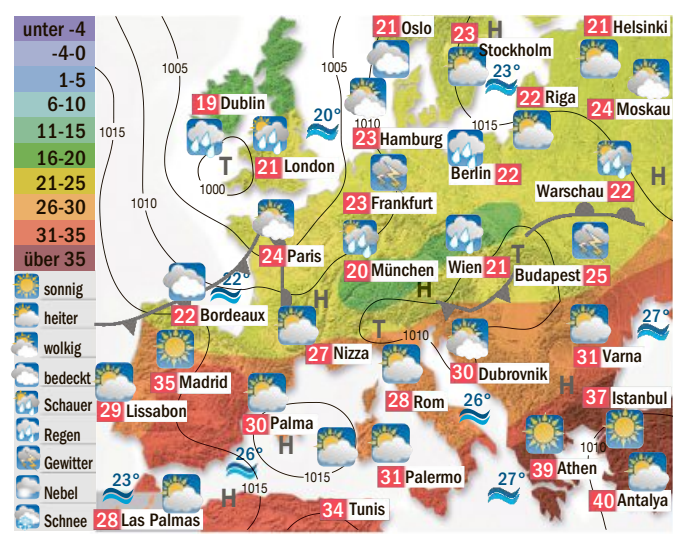 unter -4
-4-0
1-5
6-10
11-15
16-20
21-25
26-30
31-35
über 35
sonnig
heiter
wolkig
bedeckt
Schauer
Regen
Gewitter
Nebel
Schnee
21 Oslo
23 Stockholm
21 Helsinki
1005
1010
1015
1010
1015
1000
19 Dublin
20°
23°
22 Riga
24 Moskau
21 London
23 Hamburg
Berlin 22
Warschau 22
T
H
H
23 Frankfurt
24 Paris
20 München
Wien 21
T
Budapest 25
22°
22 Bordeaux
H
H
T
1010
27°
27 Nizza
30 Dubrovnik
31 Varna
35 Madrid
29 Lissabon
28 Rom
26°
H
37 Istanbul
30 Palma
H
26°
1015
1015
H
31 Palermo
27°
39 Athen
1010
40 Antalya
23°
28 Las Palmas
34 Tunis